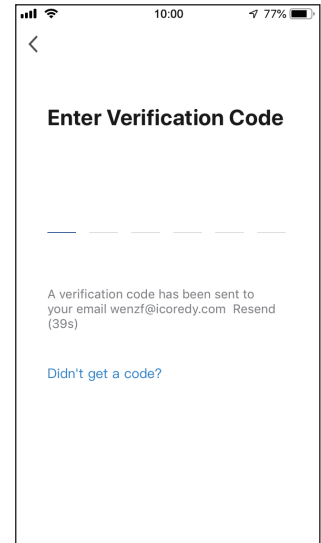 10:00 77%
Enter Verification Code
A verification code has been sent to
your email wenzf@icoredy.com Resend
(39s)
Didn't get a code?